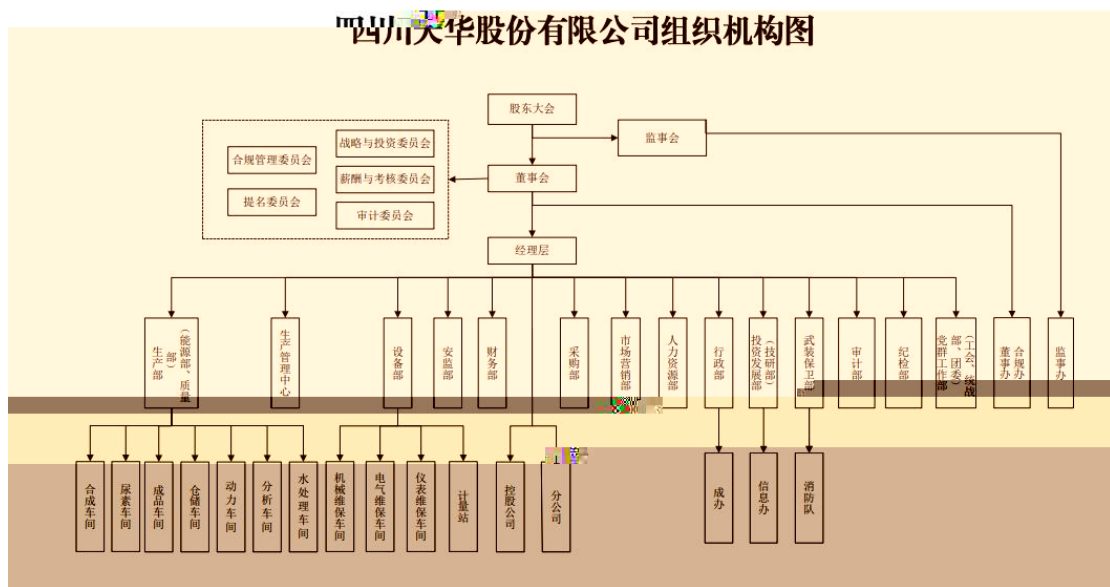 四川天华股份有限公司组织机构图
股东大会
监事会
战略与投资委员会
合规管理委员会
薪酬与考核委员会
董事会
提名委员会
审计委员会
经理层
生产部
(能源部、质量
部)
生产管理中心
设备部
安监部
财务部
采购部
市场营销部
人力资源部
行政部
投资发展部
(技研部)
武装保卫部
审计部
纪检部
党群工作部
(工会、统战
部、团委)
董事办
合规办
监事办
合成车间
尿素车间
成品车间
仓储车间
动力车间
分析车间
水处理车间
机械维保车间
电气维保车间
仪表维保车间
计量站
控股公司
分公司
成办
信息办
消防队